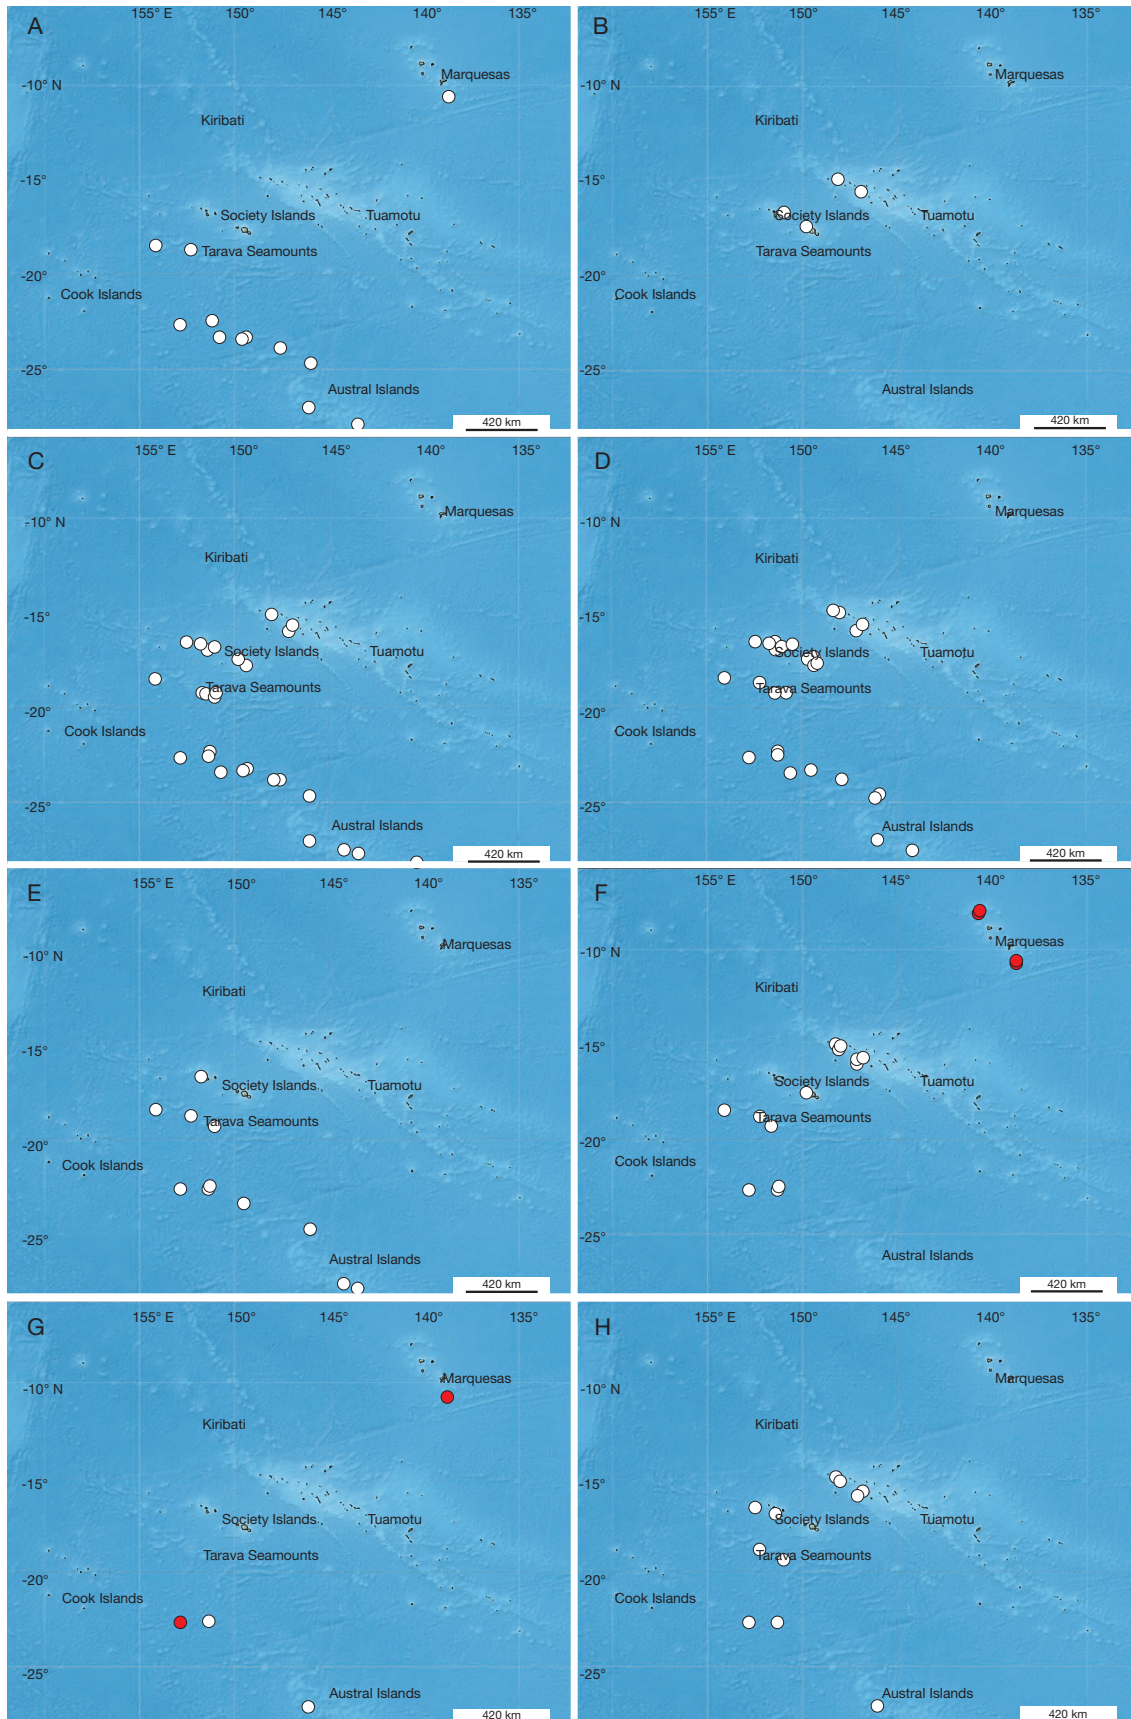 155° E 150° 145° 140° 135°
A
Marquesas
-10° N
Kiribati
-15°
Society Islands Tuamotu
Tarava Seamounts
-20°
Cook Islands
-25°
Austral Islands
420 km
155° E 150° 145° 140° 135°
B
Marquesas
-10° N
Kiribati
-15°
Society Islands Tuamotu
Tarava Seamounts
-20°
Cook Islands
-25°
Austral Islands
420 km
155° E 150° 145° 140° 135°
C
Marquesas
-10° N
Kiribati
-15°
Society Islands Tuamotu
Tarava Seamounts
-20°
Cook Islands
-25°
Austral Islands
420 km
155° E 150° 145° 140° 135°
D
Marquesas
-10° N
Kiribati
-15°
Society Islands Tuamotu
Tarava Seamounts
-20°
Cook Islands
-25°
Austral Islands
420 km
155° E 150° 145° 140° 135°
E
Marquesas
-10° N
Kiribati
-15°
Society Islands Tuamotu
Tarava Seamounts
-20°
Cook Islands
-25°
Austral Islands
420 km
155° E 150° 145° 140° 135°
F
Marquesas
-10° N
Kiribati
-15°
Society Islands Tuamotu
Tarava Seamounts
-20°
Cook Islands
-25°
Austral Islands
420 km
155° E 150° 145° 140° 135°
G
Marquesas
-10° N
Kiribati
-15°
Society Islands Tuamotu
Tarava Seamounts
-20°
Cook Islands
-25°
Austral Islands
420 km
155° E 150° 145° 140° 135°
H
Marquesas
-10° N
Kiribati
-15°
Society Islands Tuamotu
Tarava Seamounts
-20°
Cook Islands
-25°
Austral Islands
420 km